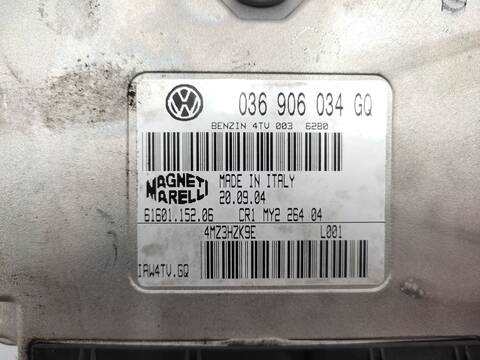 036 906 034 GQ
BENZIN 4TV 003 6280
MAGNETI MARELLI
MADE IN ITALY
20.09.04
61601.152.06 CR1 MY2 264 04
4MZ3HZK9E L001
IAW4TV.GQ